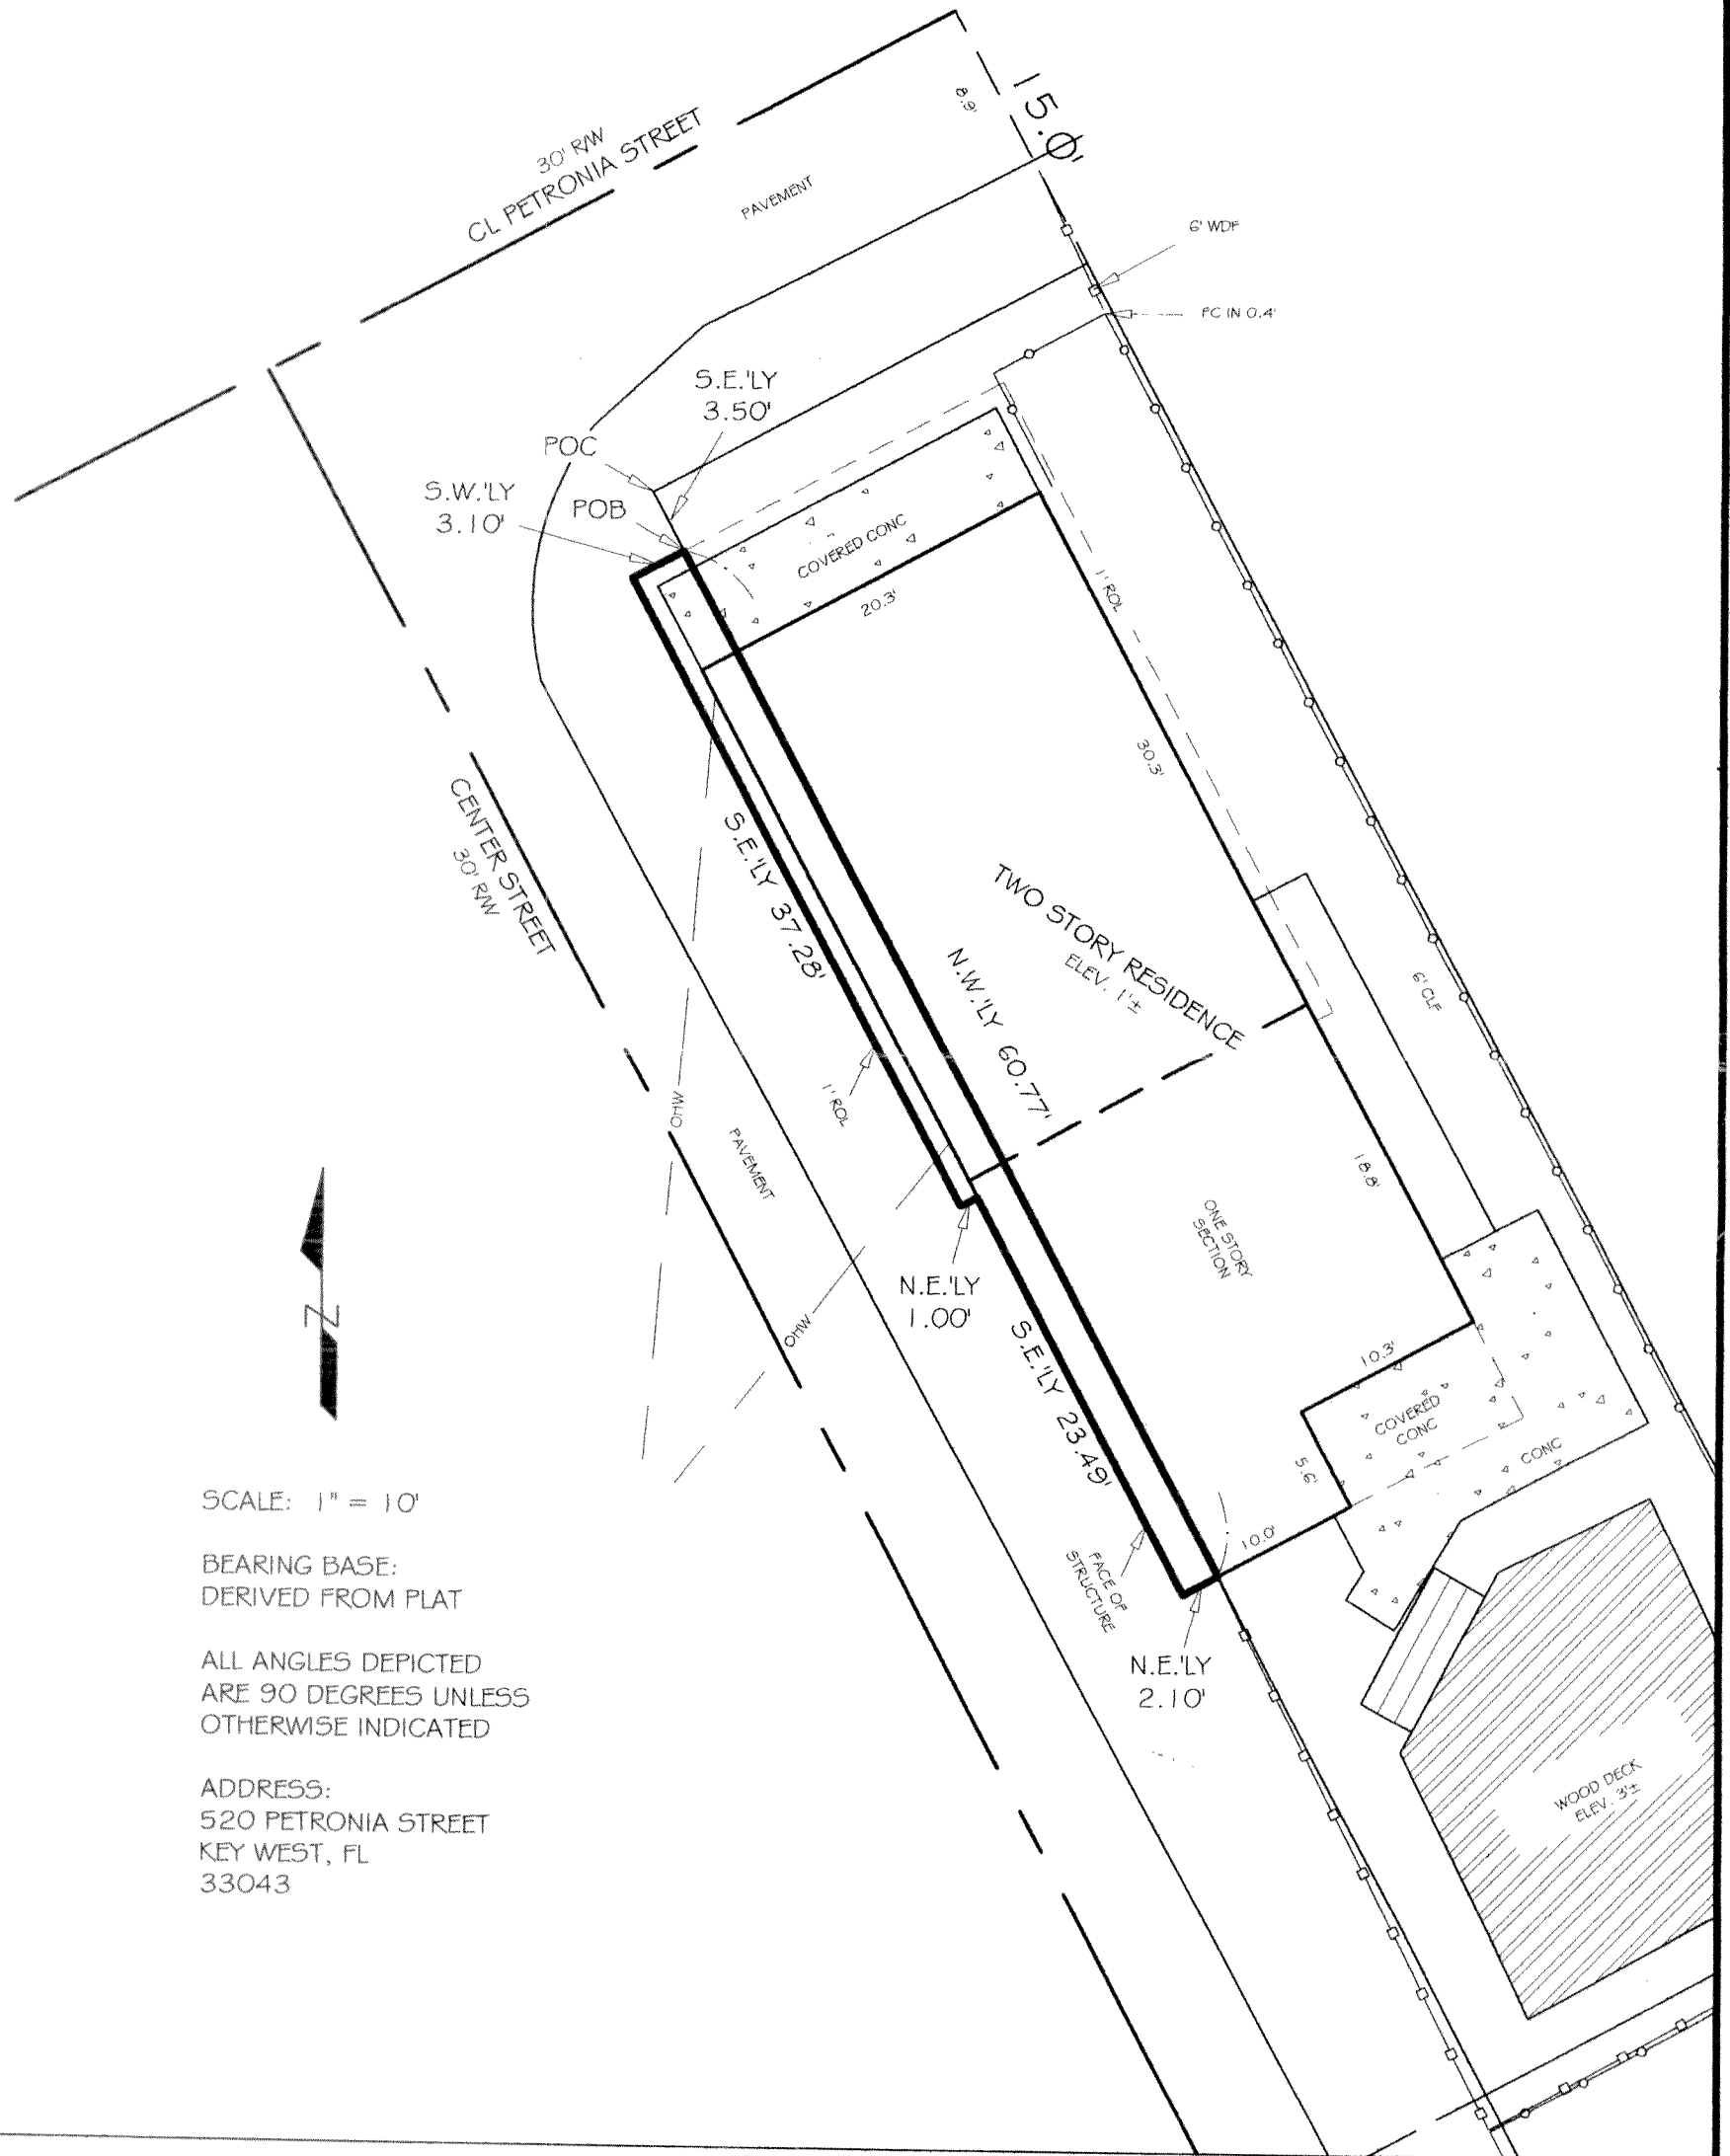 30' R/W
CL PETRONIA STREET
8.9'
15.0'
PAVEMENT
6' WDF
FC IN 0.4'
S.E.'LY
3.50'
POC
S.W.'LY
3.10'
POB
COVERED CONC
20.3'
1' ROL
30.3'
CENTER STREET
30' R/W
S.E.'LY 37.28'
TWO STORY RESIDENCE
ELEV. 1'±
N.W.'LY 60.77'
6' CLF
1' ROL
OHW
PAVEMENT
18.8'
ONE STORY
SECTION
N
N.E.'LY
1.00'
OHW
S.E.'LY 23.49'
10.3'
COVERED
CONC
CONC
5.6'
10.0'
FACE OF
STRUCTURE
N.E.'LY
2.10'
SCALE: 1" = 10'
BEARING BASE:
DERIVED FROM PLAT
ALL ANGLES DEPICTED
ARE 90 DEGREES UNLESS
OTHERWISE INDICATED
ADDRESS:
520 PETRONIA STREET
KEY WEST, FL
33043
WOOD DECK
ELEV. 3'±